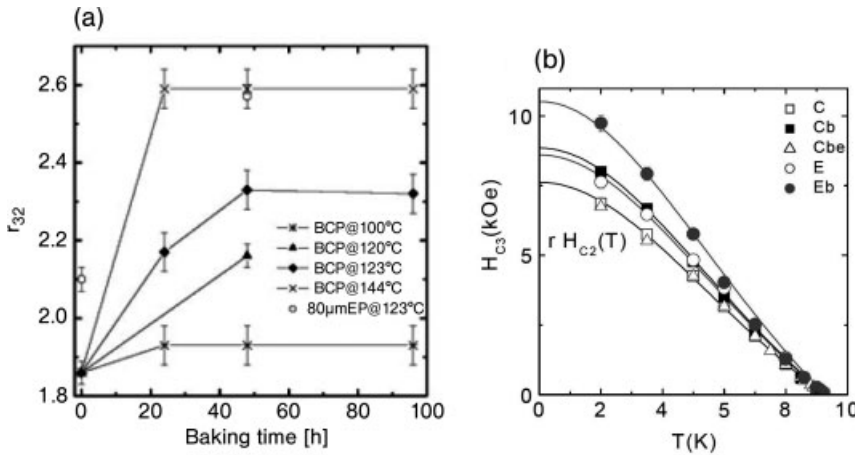 (a)
r32
2.6
2.4
2.2
2.0
1.8
0
20
40
60
80
100
Baking time [h]
BCP@100°C
BCP@120°C
BCP@123°C
BCP@144°C
80µmEP@123°C
(b)
HC3(kOe)
10
5
0
0
2
4
6
8
10
T(K)
r HC2(T)
C
Cb
Cbe
E
Eb